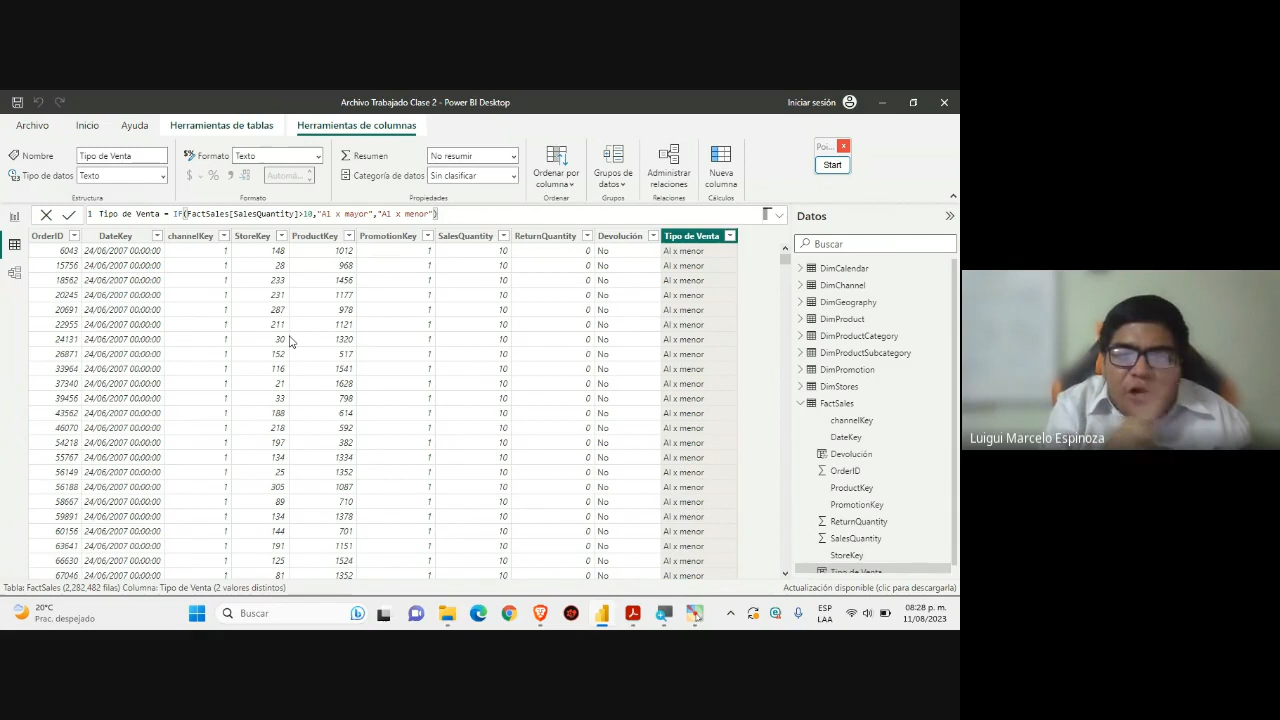 Archivo Trabajado Clase 2 - Power BI Desktop
Iniciar sesión
Archivo Inicio Ayuda Herramientas de tablas Herramientas de columnas
Nombre Tipo de Venta
Tipo de datos Texto
Estructura
Formato Texto
$ % Automá...
Formato
Resumen No resumir
Categoría de datos Sin clasificar
Propiedades
Ordenar por columna
Ordenar
Grupos de datos
Grupos
Administrar relaciones
Relaciones
Nueva columna
Cálculos
Poi...
Start
1 Tipo de Venta = IF(FactSales[SalesQuantity]>10,"Al x mayor","Al x menor")
OrderID DateKey channelKey StoreKey ProductKey PromotionKey SalesQuantity ReturnQuantity Devolución Tipo de Venta
6043 24/06/2007 00:00:00 1 148 1012 1 10 0 No Al x menor
15756 24/06/2007 00:00:00 1 28 968 1 10 0 No Al x menor
18562 24/06/2007 00:00:00 1 233 1456 1 10 0 No Al x menor
20245 24/06/2007 00:00:00 1 231 1177 1 10 0 No Al x menor
20691 24/06/2007 00:00:00 1 287 978 1 10 0 No Al x menor
22955 24/06/2007 00:00:00 1 211 1121 1 10 0 No Al x menor
24131 24/06/2007 00:00:00 1 30 1320 1 10 0 No Al x menor
26871 24/06/2007 00:00:00 1 152 517 1 10 0 No Al x menor
33964 24/06/2007 00:00:00 1 116 1541 1 10 0 No Al x menor
37340 24/06/2007 00:00:00 1 21 1628 1 10 0 No Al x menor
39456 24/06/2007 00:00:00 1 33 798 1 10 0 No Al x menor
43562 24/06/2007 00:00:00 1 188 614 1 10 0 No Al x menor
46070 24/06/2007 00:00:00 1 218 592 1 10 0 No Al x menor
54218 24/06/2007 00:00:00 1 197 382 1 10 0 No Al x menor
55767 24/06/2007 00:00:00 1 134 1334 1 10 0 No Al x menor
56149 24/06/2007 00:00:00 1 25 1352 1 10 0 No Al x menor
56188 24/06/2007 00:00:00 1 305 1087 1 10 0 No Al x menor
58667 24/06/2007 00:00:00 1 89 710 1 10 0 No Al x menor
59891 24/06/2007 00:00:00 1 134 1378 1 10 0 No Al x menor
60156 24/06/2007 00:00:00 1 144 701 1 10 0 No Al x menor
63641 24/06/2007 00:00:00 1 191 1151 1 10 0 No Al x menor
66630 24/06/2007 00:00:00 1 125 1524 1 10 0 No Al x menor
67046 24/06/2007 00:00:00 1 81 1352 1 10 0 No Al x menor
Datos
Buscar
DimCalendar
DimChannel
DimGeography
DimProduct
DimProductCategory
DimProductSubcategory
DimPromotion
DimStores
FactSales
channelKey
DateKey
Devolución
OrderID
ProductKey
PromotionKey
ReturnQuantity
SalesQuantity
StoreKey
Tipo de Venta
Tabla: FactSales (2,282,482 filas) Columna: Tipo de Venta (2 valores distintos)
Actualización disponible (clic para descargarla)
20°C
Prac. despejado
Buscar
ESP
LAA
08:28 p. m.
11/08/2023
Luigui Marcelo Espinoza